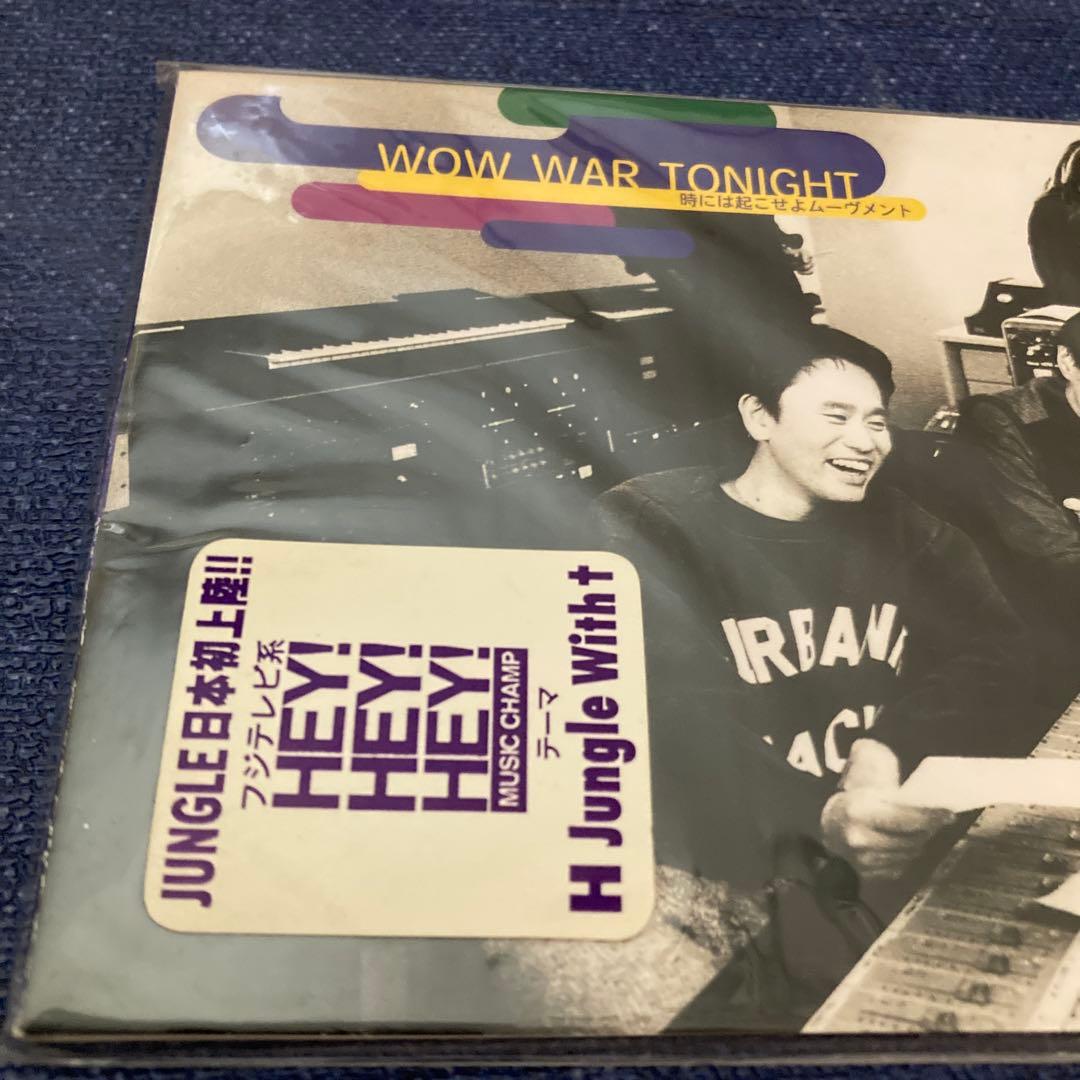 WOW WAR TONIGHT
時には起こせよムーヴメント
JUNGLE日本初上陸!!
フジテレビ系
HEY!
HEY!
HEY!
MUSIC CHAMP
テーマ
H Jungle With t
URBAN